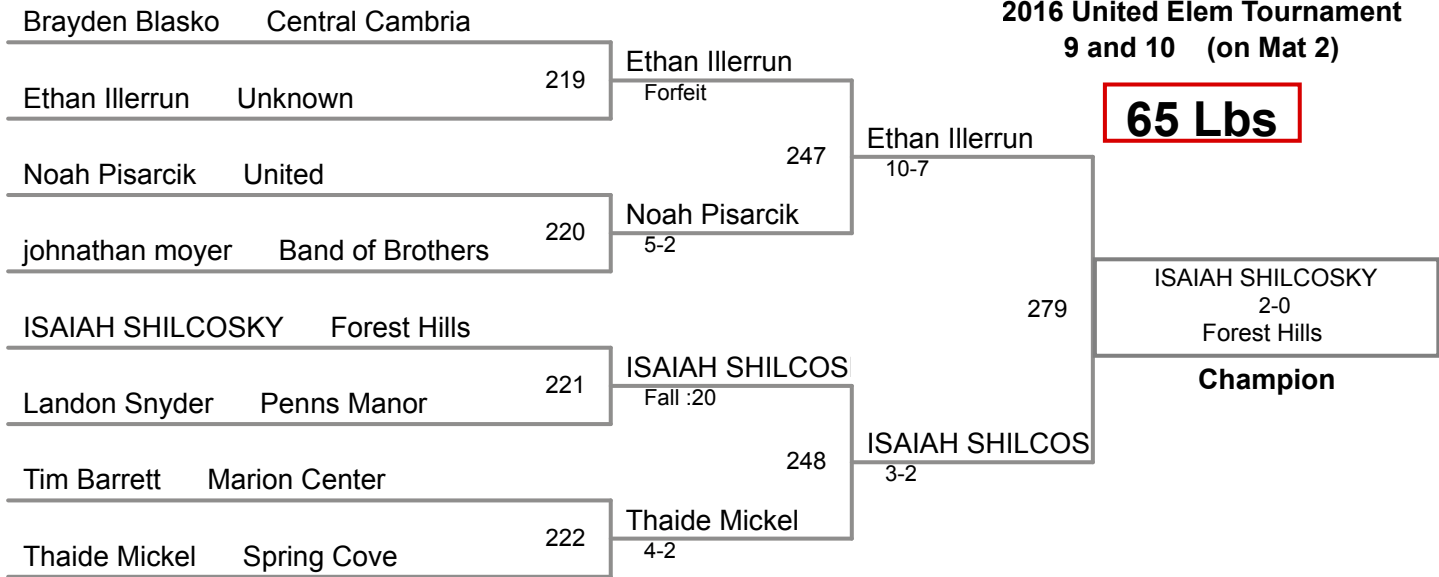 2016 United Elem Tournament
9 and 10 (on Mat 2)
65 Lbs
Brayden Blasko Central Cambria
Ethan Illerrun Unknown
219
Noah Pisarcik United
johnathan moyer Band of Brothers
220
ISAIAH SHILCOSKY Forest Hills
Landon Snyder Penns Manor
221
Tim Barrett Marion Center
Thaide Mickel Spring Cove
222
Ethan Illerrun
Forfeit
247
Noah Pisarcik
5-2
ISAIAH SHILCOS
Fall :20
248
Thaide Mickel
4-2
Ethan Illerrun
10-7
279
ISAIAH SHILCOS
3-2
ISAIAH SHILCOSKY
2-0
Forest Hills
Champion